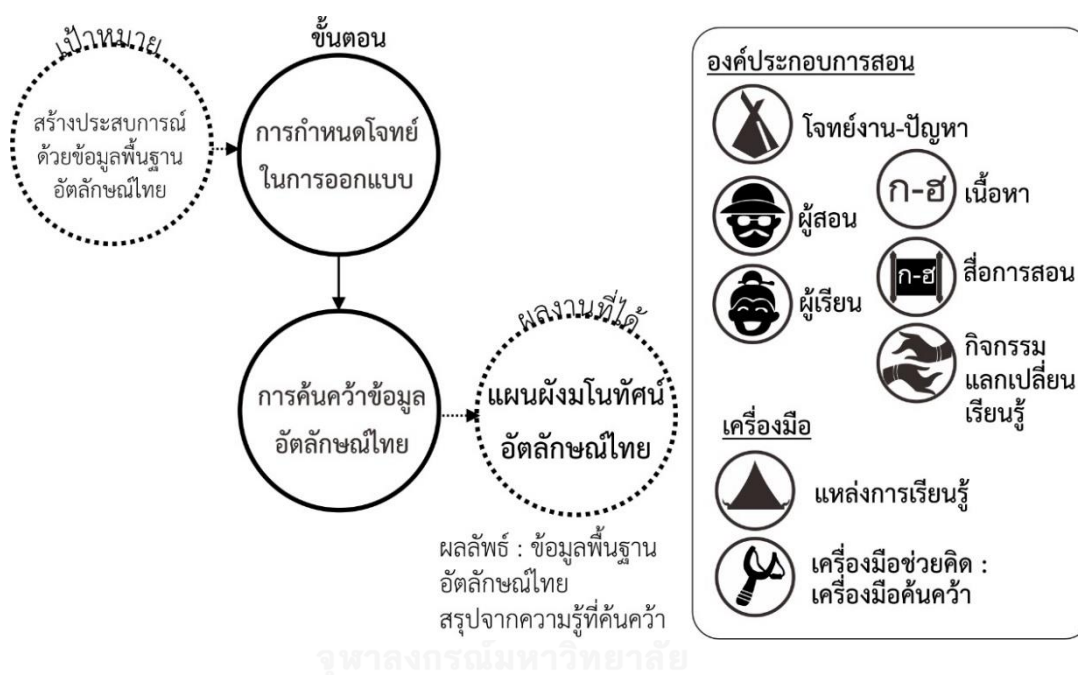 เป้าหมาย
สร้างประสบการณ์
ด้วยข้อมูลพื้นฐาน
อัตลักษณ์ไทย
ขั้นตอน
การกำหนดโจทย์
ในการออกแบบ
การค้นคว้าข้อมูล
อัตลักษณ์ไทย
ผลงานที่ได้
แผนผังมโนทัศน์
อัตลักษณ์ไทย
ผลลัพธ์ : ข้อมูลพื้นฐาน
อัตลักษณ์ไทย
สรุปจากความรู้ที่ค้นคว้า
องค์ประกอบการสอน
โจทย์งาน-ปัญหา
ผู้สอน
ผู้เรียน
ก-ฮ เนื้อหา
ก-ฮ สื่อการสอน
กิจกรรม
แลกเปลี่ยน
เรียนรู้
เครื่องมือ
แหล่งการเรียนรู้
เครื่องมือช่วยคิด :
เครื่องมือค้นคว้า
จุฬาลงกรณ์มหาวิทยาลัย